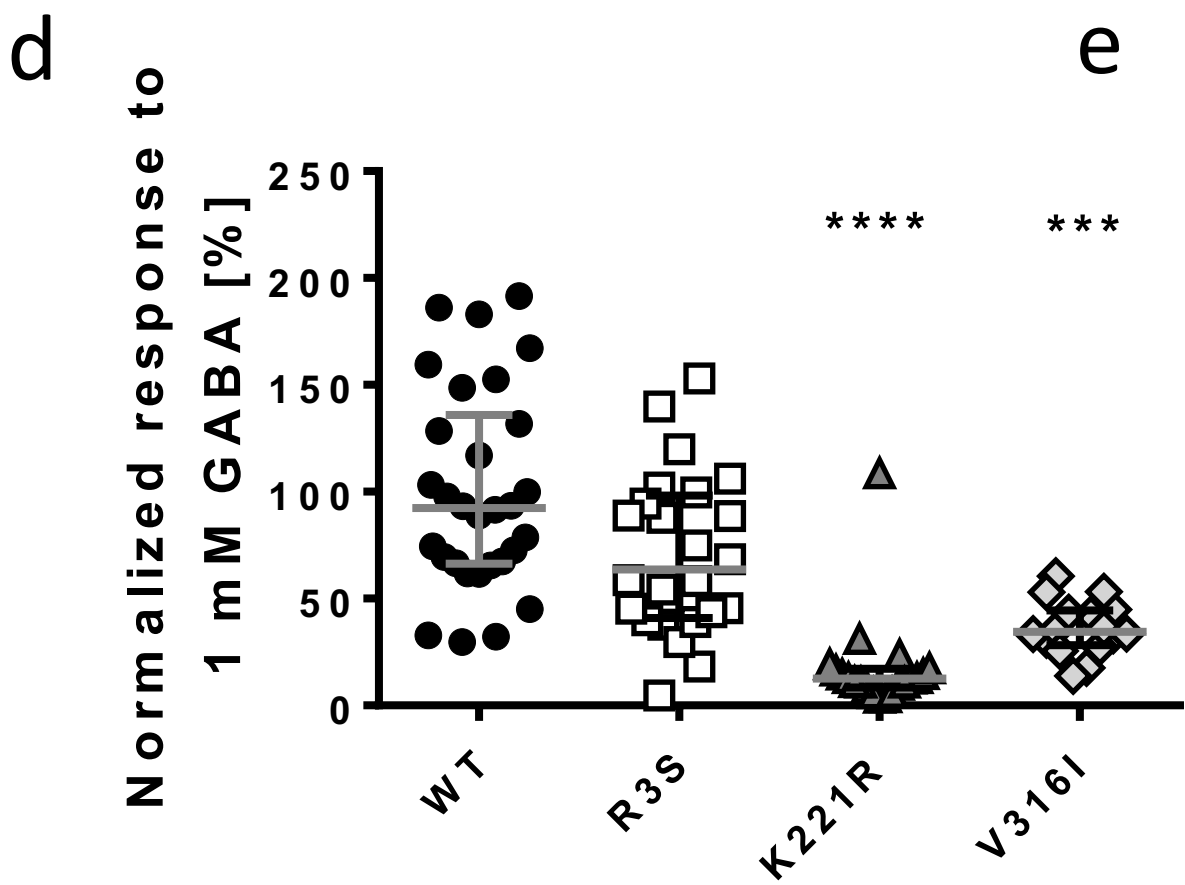 d
e
Normalized response to
1 mM GABA [%]
250
200
150
100
50
0
**** ***
WT R3S K221R V316I